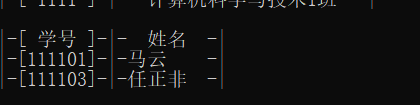 [ 1111 ] 计算机科学与技术1班
|-[ 学号 ]-|- 姓名 -|
|-[111101]-|-马云 -|
|-[111103]-|-任正非 -|